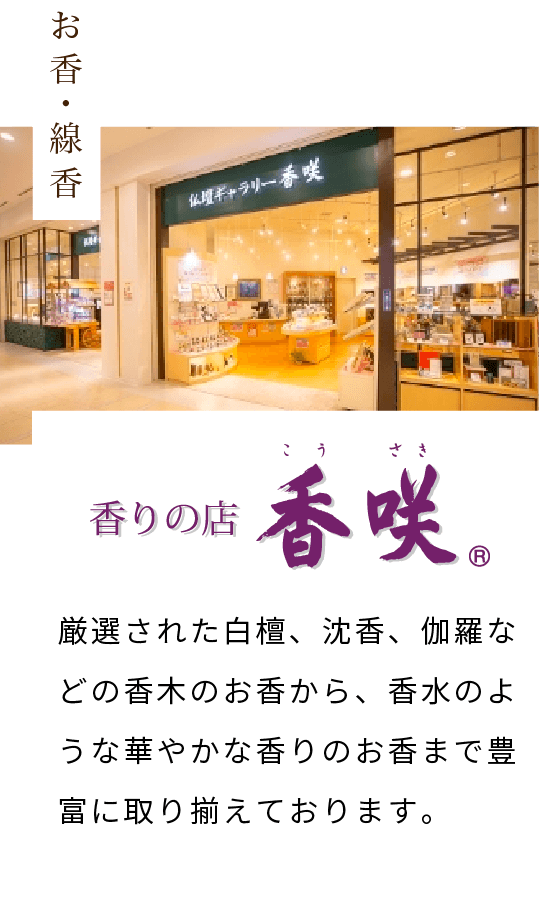 お香・線香
仏壇ギャラリー香咲
仏壇ギ
こう さき
香りの店 香咲®
厳選された白檀、沈香、伽羅な
どの香木のお香から、香水のよ
うな華やかな香りのお香まで豊
富に取り揃えております。